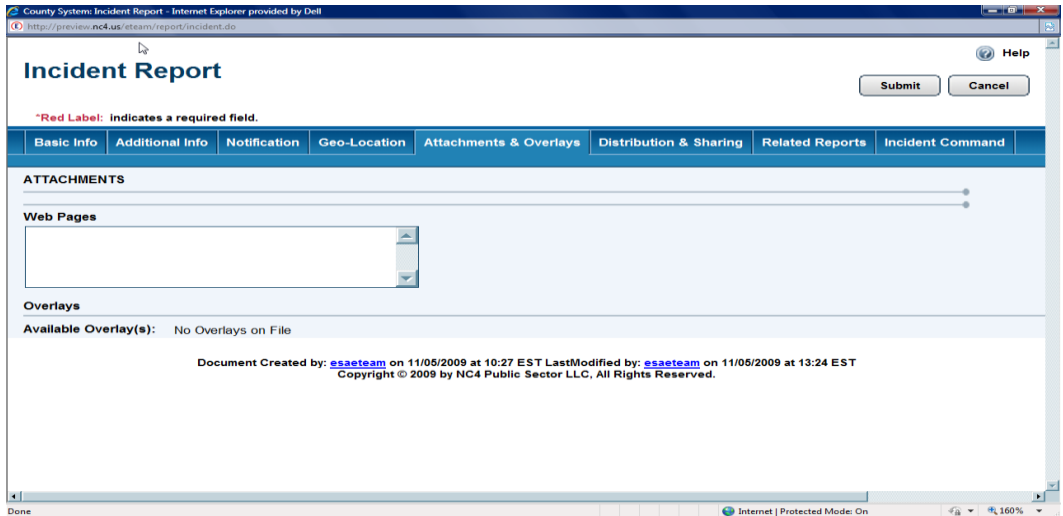 County System: Incident Report - Internet Explorer provided by Dell
http://preview.nc4.us/eteam/report/incident.do
Help
Incident Report
Submit Cancel
*Red Label: indicates a required field.
Basic Info Additional Info Notification Geo-Location Attachments & Overlays Distribution & Sharing Related Reports Incident Command
ATTACHMENTS
Web Pages
Overlays
Available Overlay(s): No Overlays on File
Document Created by: esaeteam on 11/05/2009 at 10:27 EST LastModified by: esaeteam on 11/05/2009 at 13:24 EST
Copyright © 2009 by NC4 Public Sector LLC, All Rights Reserved.
Done Internet | Protected Mode: On 160%